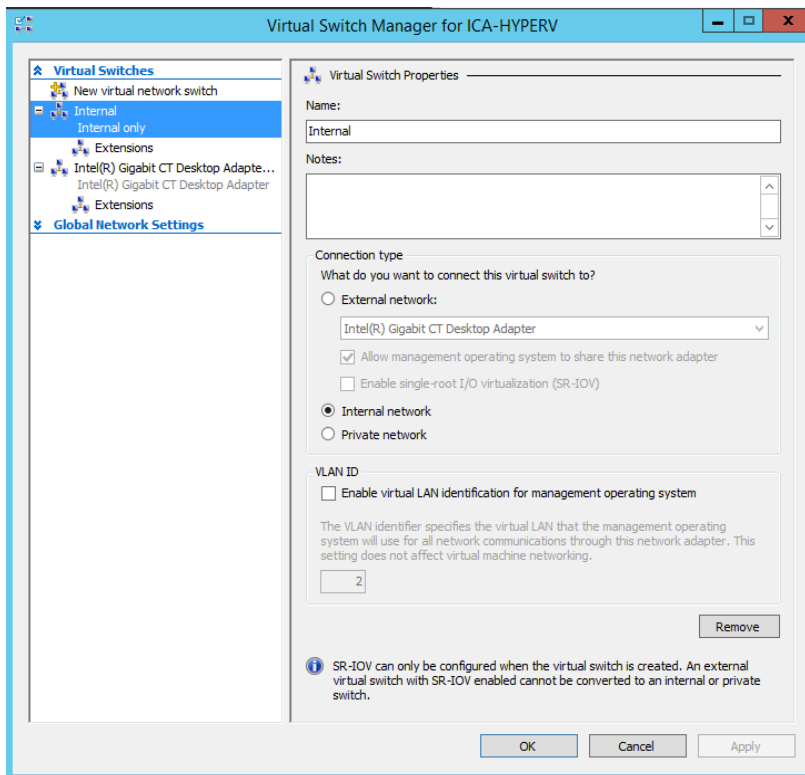 Virtual Switch Manager for ICA-HYPERV
Virtual Switches
New virtual network switch
Internal
Internal only
Extensions
Intel(R) Gigabit CT Desktop Adapte...
Intel(R) Gigabit CT Desktop Adapter
Extensions
Global Network Settings
Virtual Switch Properties
Name:
Internal
Notes:
Connection type
What do you want to connect this virtual switch to?
External network:
Intel(R) Gigabit CT Desktop Adapter
Allow management operating system to share this network adapter
Enable single-root I/O virtualization (SR-IOV)
Internal network
Private network
VLAN ID
Enable virtual LAN identification for management operating system
The VLAN identifier specifies the virtual LAN that the management operating
system will use for all network communications through this network adapter. This
setting does not affect virtual machine networking.
2
Remove
SR-IOV can only be configured when the virtual switch is created. An external
virtual switch with SR-IOV enabled cannot be converted to an internal or private
switch.
OK
Cancel
Apply